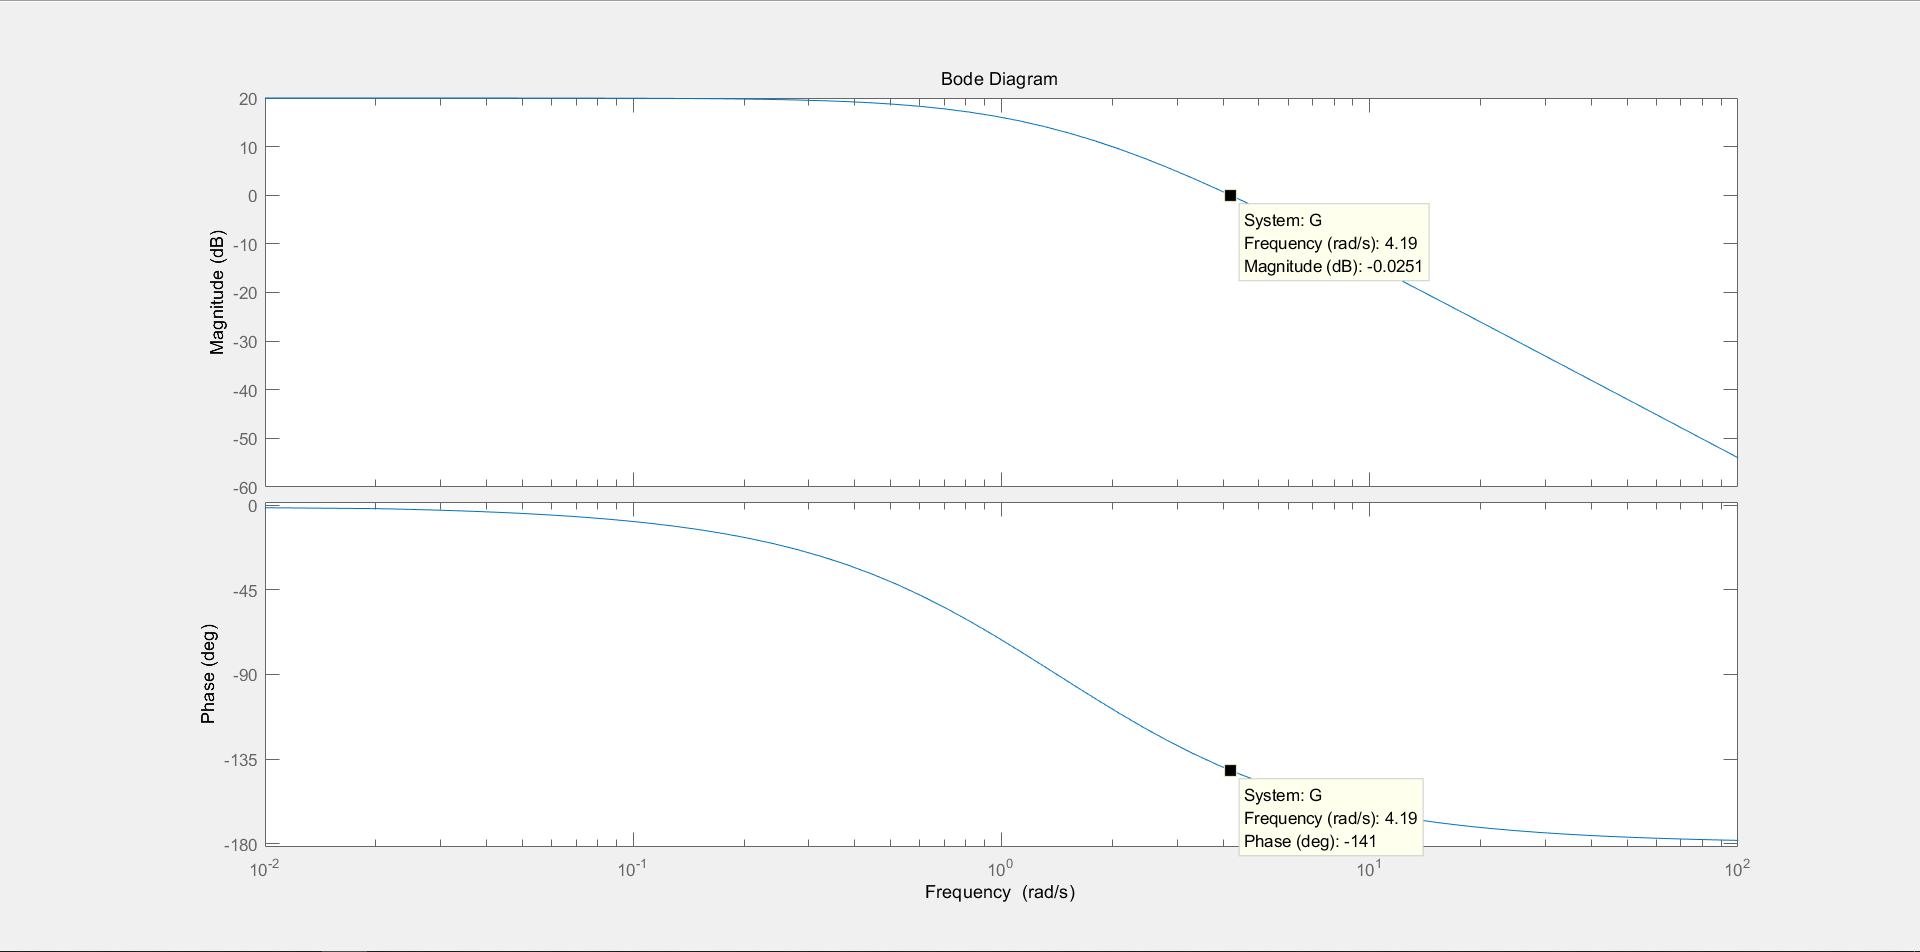 Bode Diagram
20
10
0
-10
-20
-30
-40
-50
-60
Magnitude (dB)
System: G
Frequency (rad/s): 4.19
Magnitude (dB): -0.0251
0
-45
-90
-135
-180
Phase (deg)
System: G
Frequency (rad/s): 4.19
Phase (deg): -141
10^-2 10^-1 10^0 10^1 10^2
Frequency (rad/s)